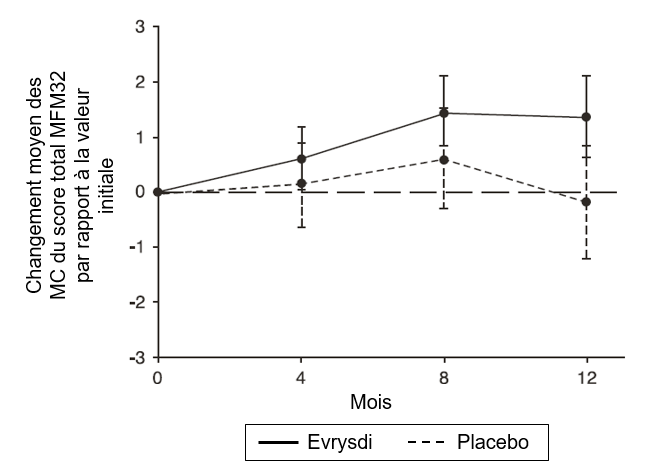 Changement moyen des
MC du score total MFM32
par rapport à la valeur
initiale
3
2
1
0
-1
-2
-3
0 4 8 12
Mois
Evrysdi Placebo